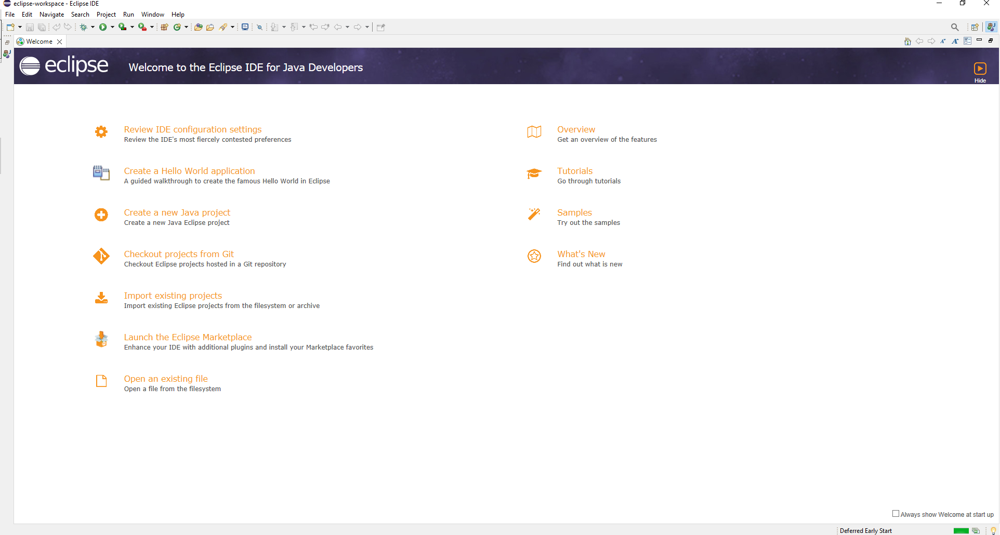 eclipse-workspace - Eclipse IDE
File Edit Navigate Search Project Run Window Help
Welcome
eclipse Welcome to the Eclipse IDE for Java Developers
Hide
Review IDE configuration settings
Review the IDE's most fiercely contested preferences
Create a Hello World application
A guided walkthrough to create the famous Hello World in Eclipse
Create a new Java project
Create a new Java Eclipse project
Checkout projects from Git
Checkout Eclipse projects hosted in a Git repository
Import existing projects
Import existing Eclipse projects from the filesystem or archive
Launch the Eclipse Marketplace
Enhance your IDE with additional plugins and install your Marketplace favorites
Open an existing file
Open a file from the filesystem
Overview
Get an overview of the features
Tutorials
Go through tutorials
Samples
Try out the samples
What's New
Find out what is new
Always show Welcome at start up
Deferred Early Start